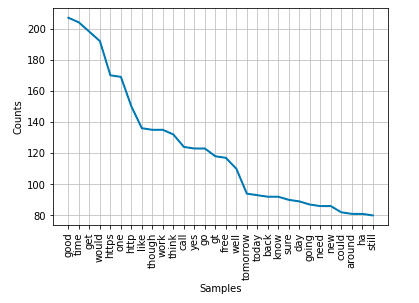 200
180
160
140
120
100
80
Counts
good
time
get
would
https
one
http
like
though
work
think
call
yes
go
gt
free
well
tomorrow
today
back
know
sure
day
going
need
new
could
around
ha
still
Samples